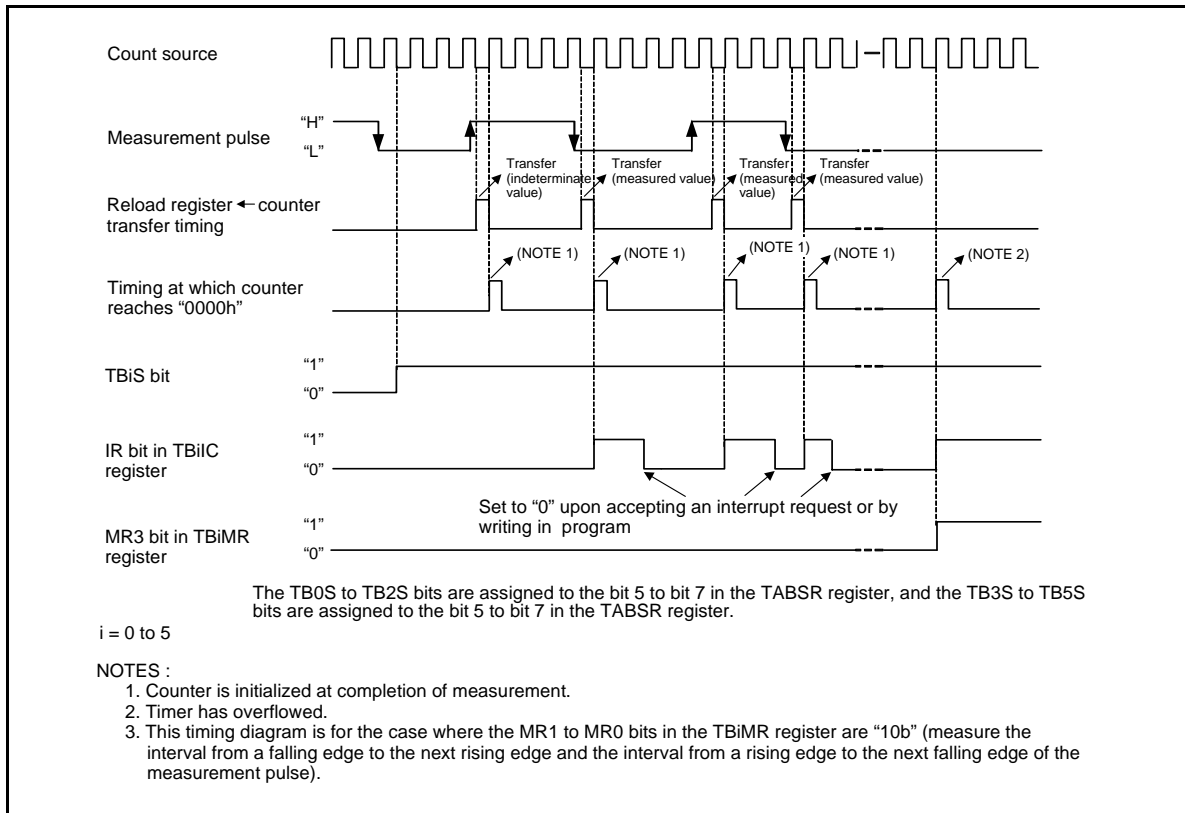 Count source
Measurement pulse
“H”
“L”
Transfer
(indeterminate
value)
Transfer
(measured value)
Transfer
(measured
value)
Transfer
(measured value)
Reload register ← counter
transfer timing
(NOTE 1)
(NOTE 1)
(NOTE 1)
(NOTE 1)
(NOTE 2)
Timing at which counter
reaches “0000h”
TBiS bit
“1”
“0”
IR bit in TBiIC
register
“1”
“0”
Set to “0” upon accepting an interrupt request or by
writing in program
MR3 bit in TBiMR
register
“1”
“0”
The TB0S to TB2S bits are assigned to the bit 5 to bit 7 in the TABSR register, and the TB3S to TB5S
bits are assigned to the bit 5 to bit 7 in the TABSR register.
i = 0 to 5
NOTES :
1. Counter is initialized at completion of measurement.
2. Timer has overflowed.
3. This timing diagram is for the case where the MR1 to MR0 bits in the TBiMR register are “10b” (measure the
interval from a falling edge to the next rising edge and the interval from a rising edge to the next falling edge of the
measurement pulse).